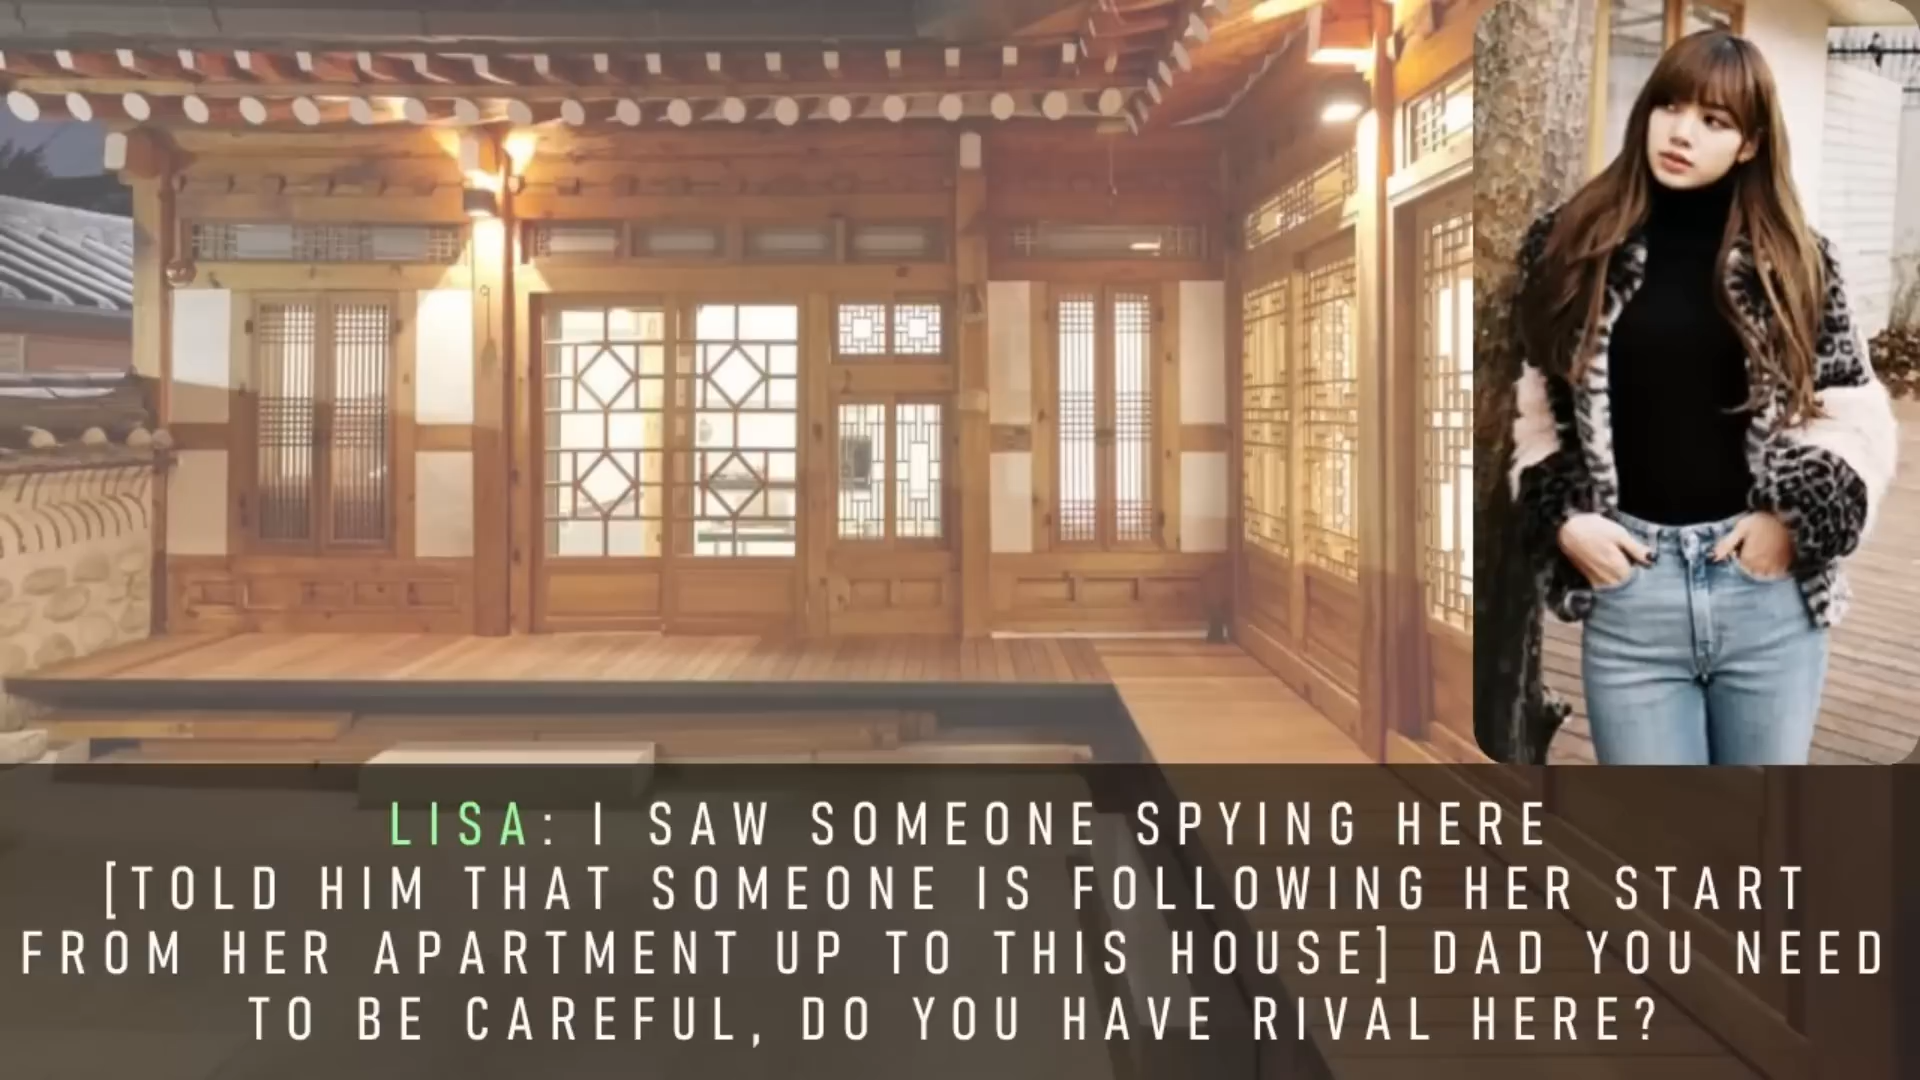 LISA: I SAW SOMEONE SPYING HERE
[TOLD HIM THAT SOMEONE IS FOLLOWING HER START
FROM HER APARTMENT UP TO THIS HOUSE] DAD YOU NEED
TO BE CAREFUL, DO YOU HAVE RIVAL HERE?